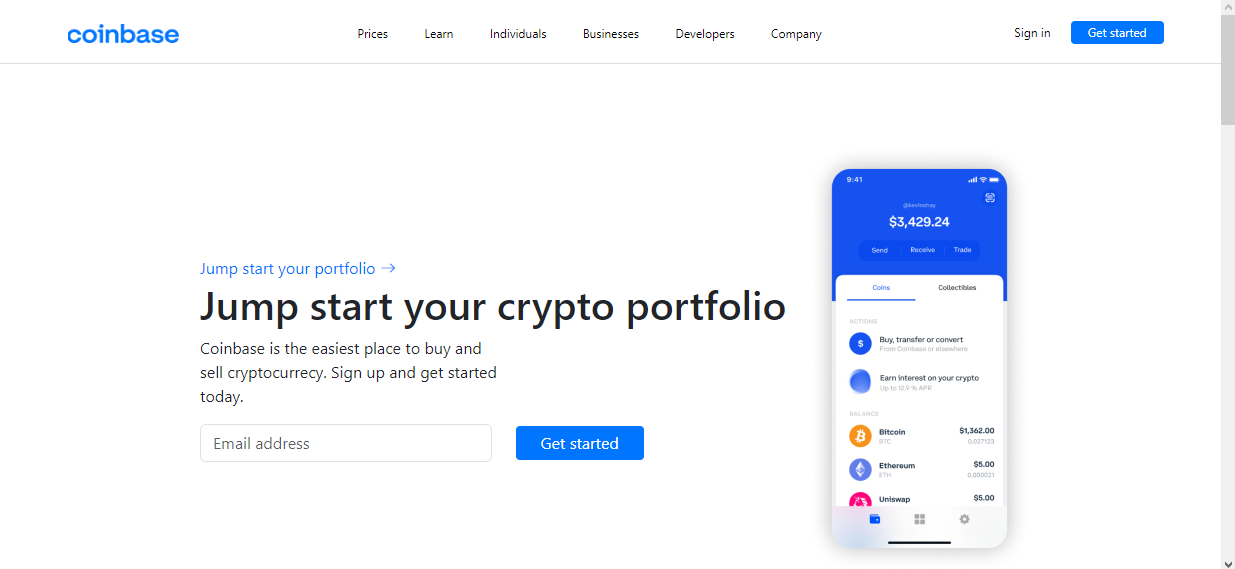 coinbase
Prices
Learn
Individuals
Businesses
Developers
Company
Sign in
Get started
Jump start your portfolio →
Jump start your crypto portfolio
Coinbase is the easiest place to buy and
sell cryptocurrecy. Sign up and get started
today.
Email address
Get started
9:41
@kevinshay
$3,429.24
Send
Receive
Trade
Coins
Collectibles
ACTIONS
$
Buy, transfer or convert
From Coinbase or elsewhere
Earn interest on your crypto
Up to 12.9 % APR
BALANCE
Bitcoin $1,362.00
BTC 0.027123
Ethereum $5.00
ETH 0.000021
Uniswap $5.00